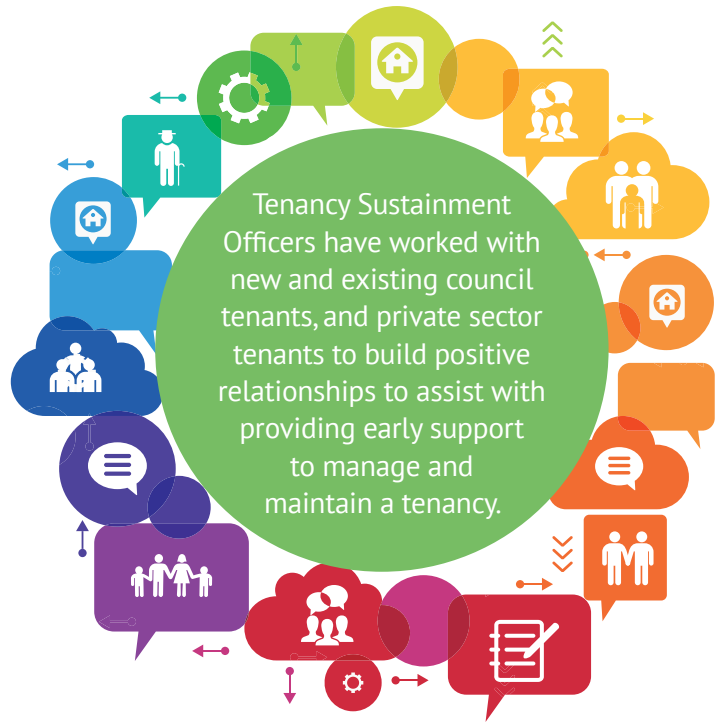 Tenancy Sustainment
Officers have worked with
new and existing council
tenants, and private sector
tenants to build positive
relationships to assist with
providing early support
to manage and
maintain a tenancy.